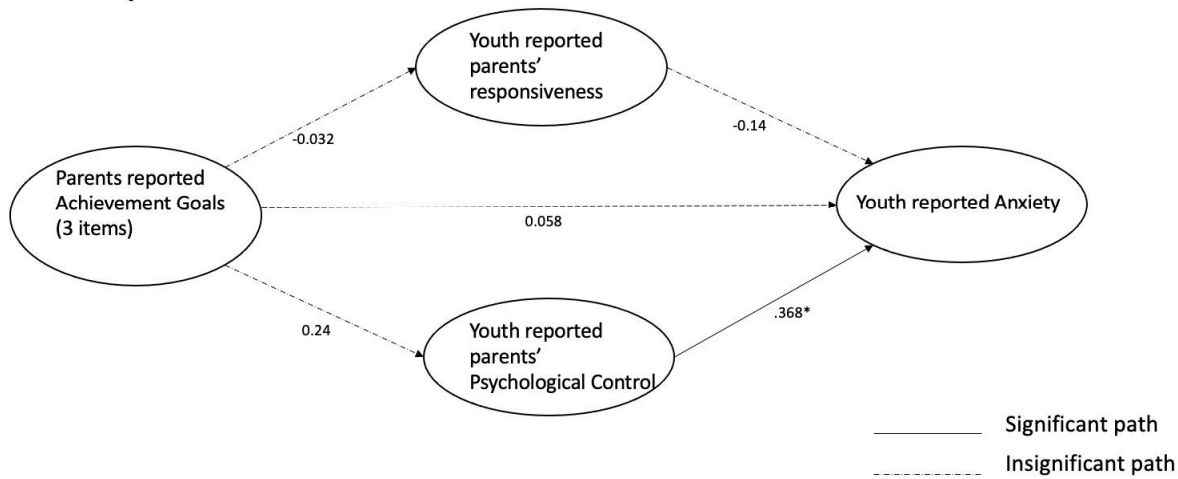 Youth reported
parents’
responsiveness
-0.032
-0.14
Parents reported
Achievement Goals
(3 items)
0.058
Youth reported Anxiety
0.24
Youth reported
parents’
Psychological Control
.368*
Significant path
Insignificant path